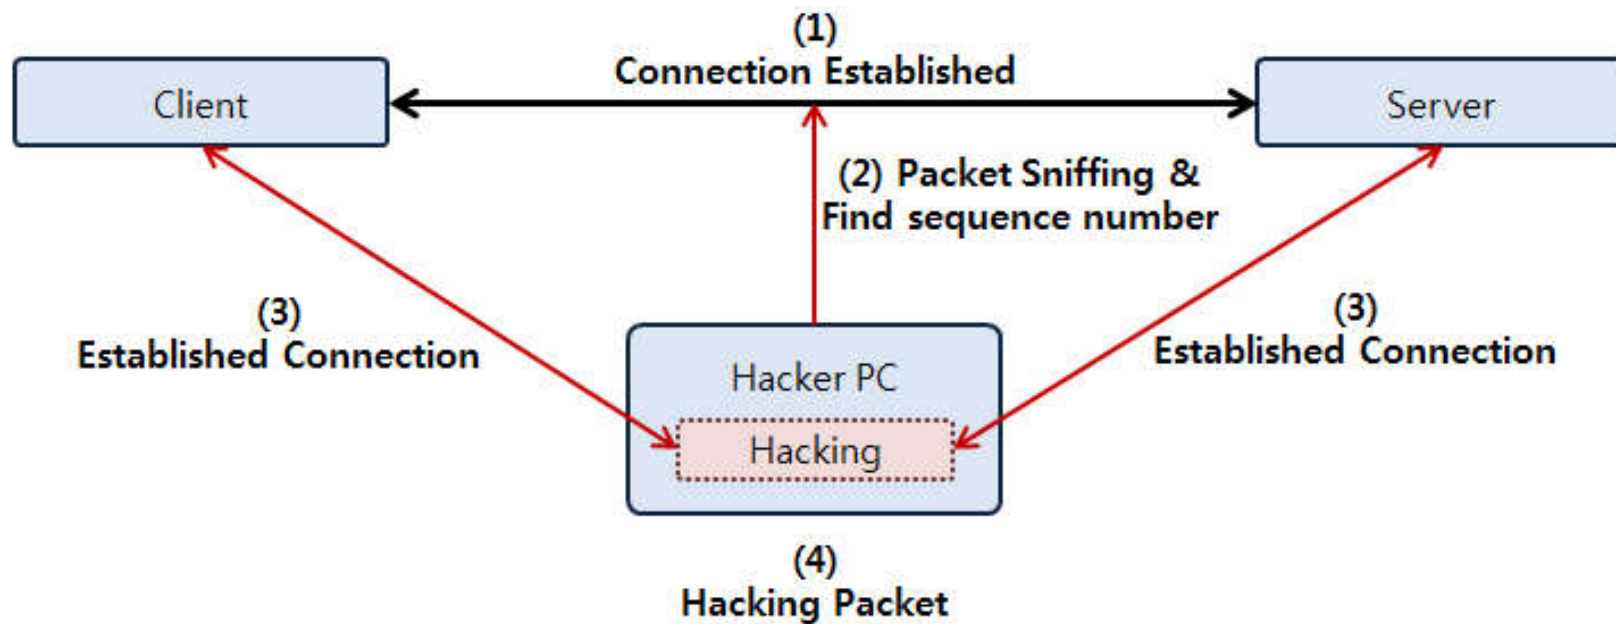 (1)
Connection Established
Client
Server
(2) Packet Sniffing &
Find sequence number
(3)
Established Connection
(3)
Established Connection
Hacker PC
Hacking
(4)
Hacking Packet